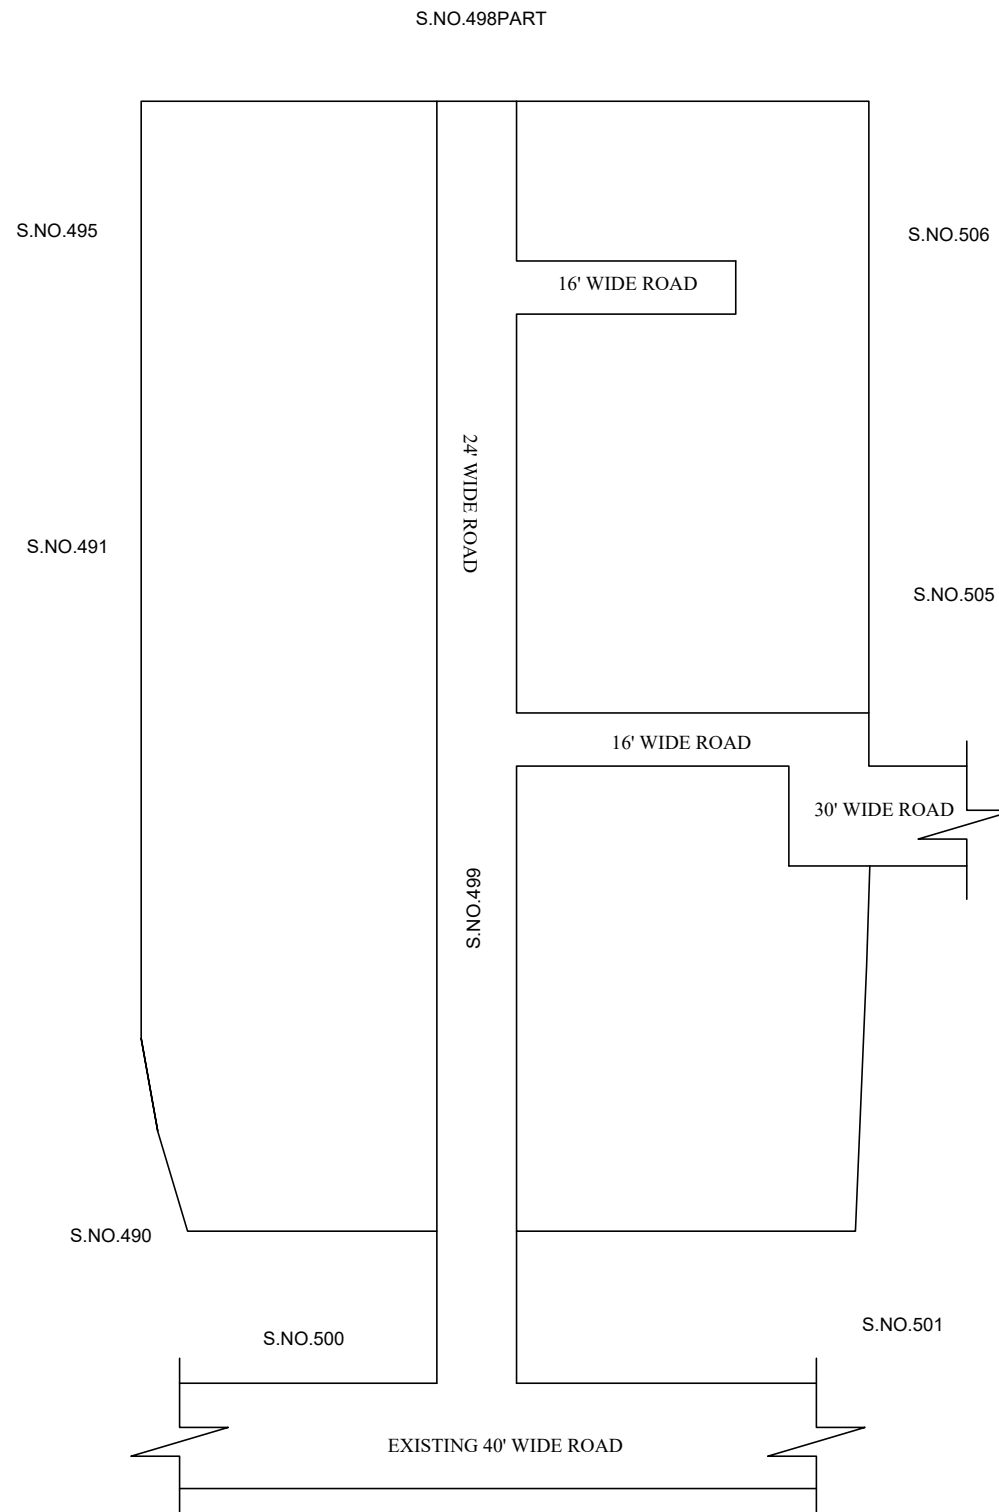 S.NO.498PART
S.NO.495
S.NO.506
16' WIDE ROAD
24' WIDE ROAD
S.NO.491
S.NO.505
16' WIDE ROAD
30' WIDE ROAD
S.NO.499
S.NO.490
S.NO.501
S.NO.500
EXISTING 40' WIDE ROAD